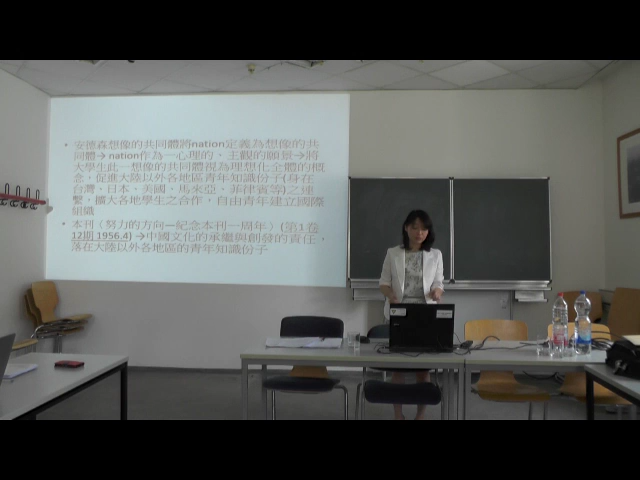 安德森想像的共同體將nation定義為想像的共
同體→ nation作為一心理的、主觀的願景→將
大學生此一想像的共同體視為理想化全體的概
念，促進大陸以外各地區青年知識份子(身在
台灣、日本、美國、馬來亞、菲律賓等)之連
繫，擴大各地學生之合作，自由青年建立國際
組織
本刊〈努力的方向—紀念本刊一周年〉(第1卷
12期 1956.4) →中國文化的承繼與創發的責任，
落在大陸以外各地區的青年知識份子